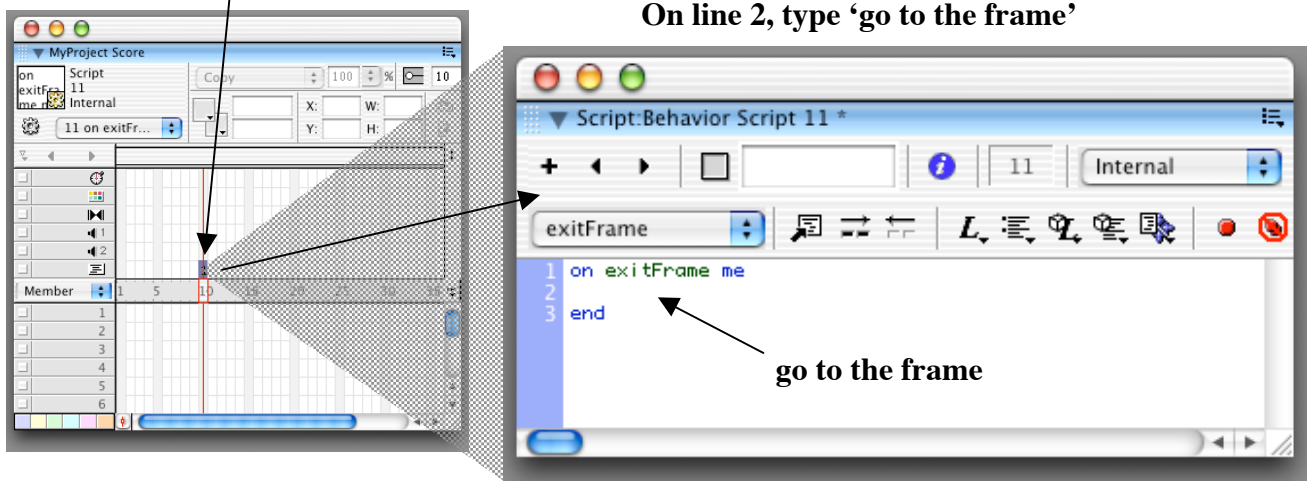 On line 2, type ‘go to the frame’
MyProject Score
on
exitFra
me m
Script
11
Internal
Copy
100
%
10
X:
W:
Y:
H:
11 on exitFr...
1
2
Member
1 5 10 15 20 25 30 35
1
2
3
4
5
6
Script:Behavior Script 11 *
11
Internal
exitFrame
L
1 on exitFrame me
2
3 end
go to the frame